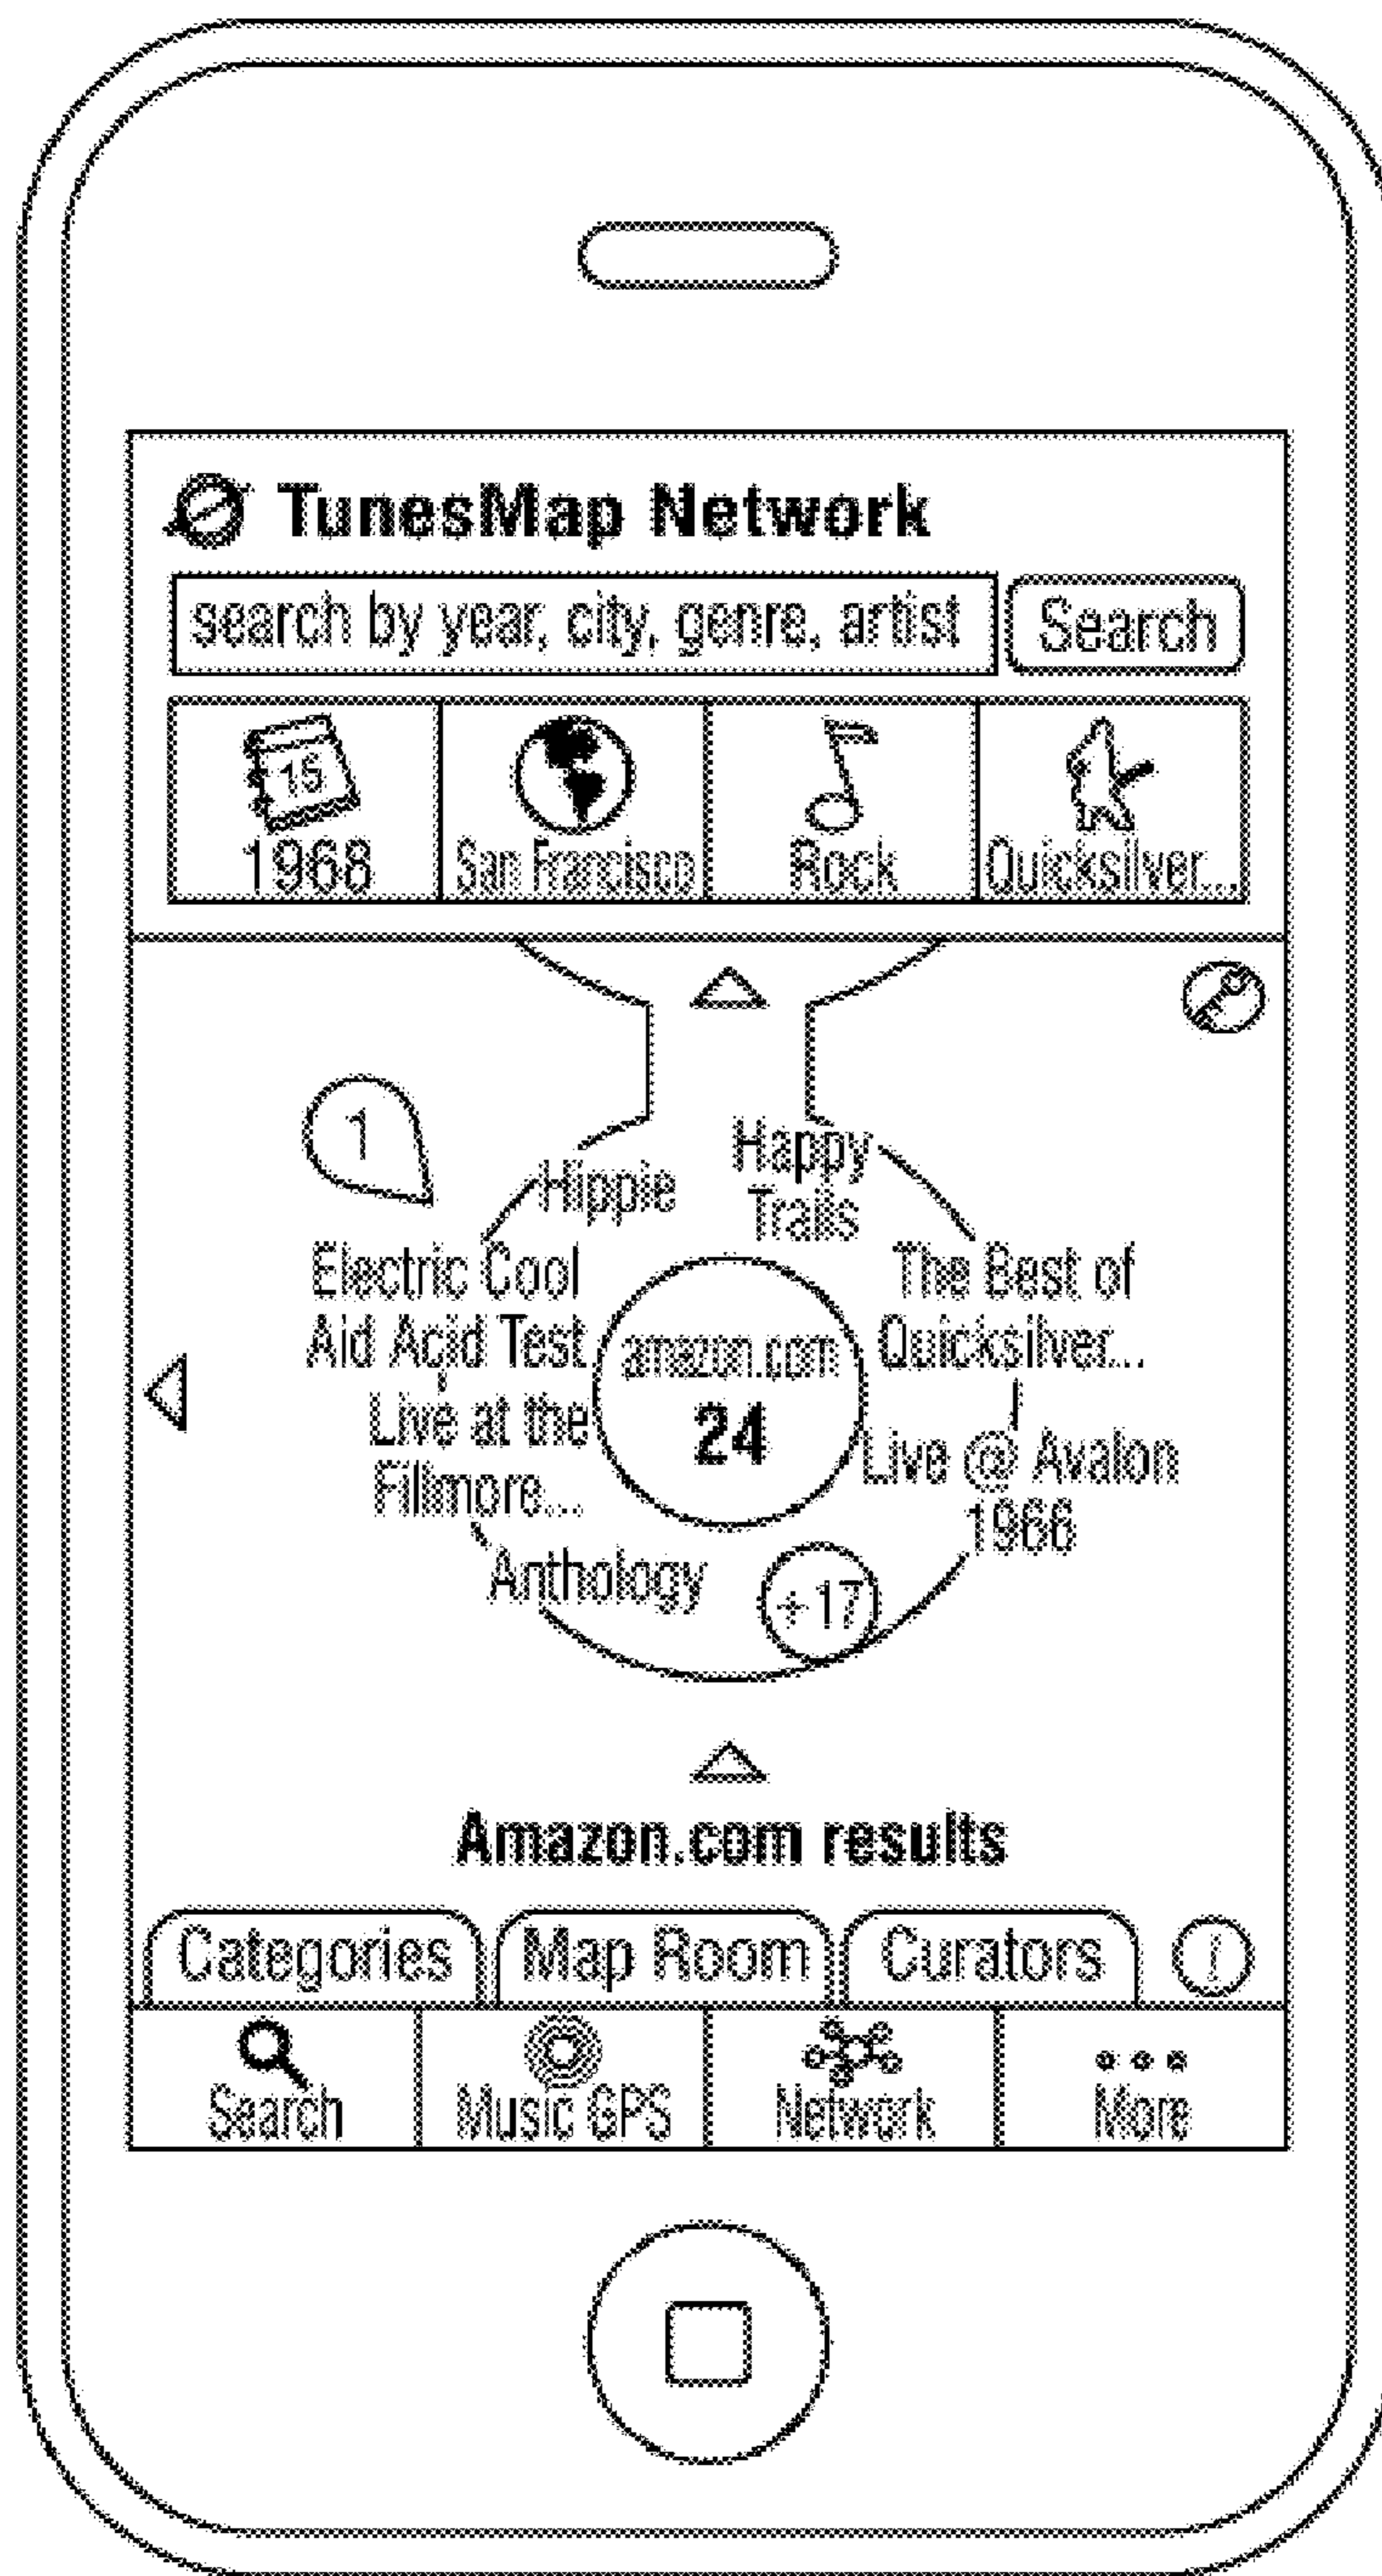 TunesMap Network
search by year, city, genre, artist
Search
15
1968
San Francisco
Rock
Quicksilver...
1
Hippie
Happy
Trails
Electric Cool
Aid Acid Test
The Best of
Quicksilver...
amazon.com
24
Live at the
Fillmore...
Live @ Avalon
1966
Anthology
+17
Amazon.com results
Categories
Map Room
Curators
i
Search
Music GPS
Network
More